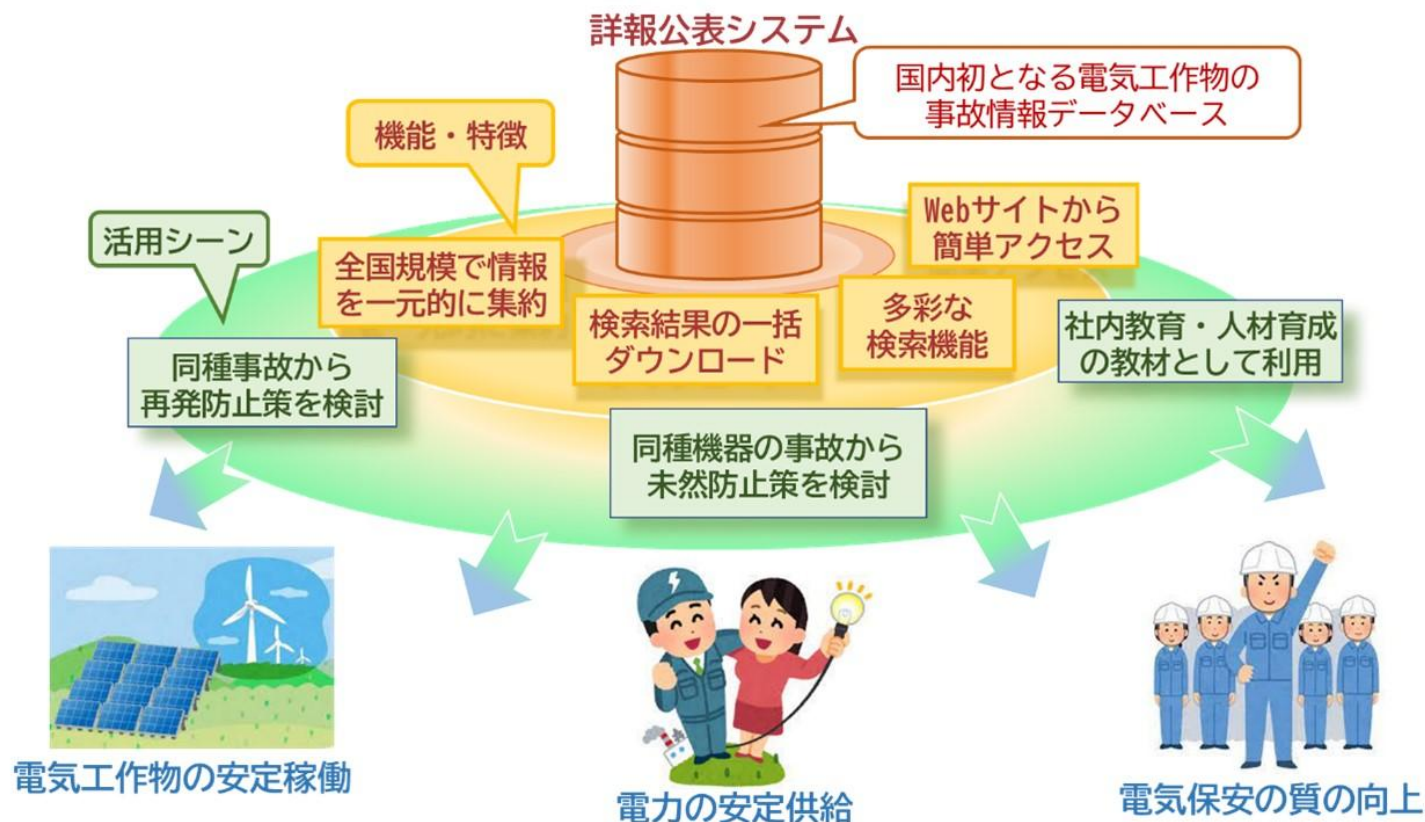 詳報公表システム
国内初となる電気工作物の
事故情報データベース
機能・特徴
Webサイトから
簡単アクセス
活用シーン
全国規模で情報
を一元的に集約
検索結果の一括
ダウンロード
多彩な
検索機能
社内教育・人材育成
の教材として利用
同種事故から
再発防止策を検討
同種機器の事故から
未然防止策を検討
電気工作物の安定稼働
電力の安定供給
電気保安の質の向上